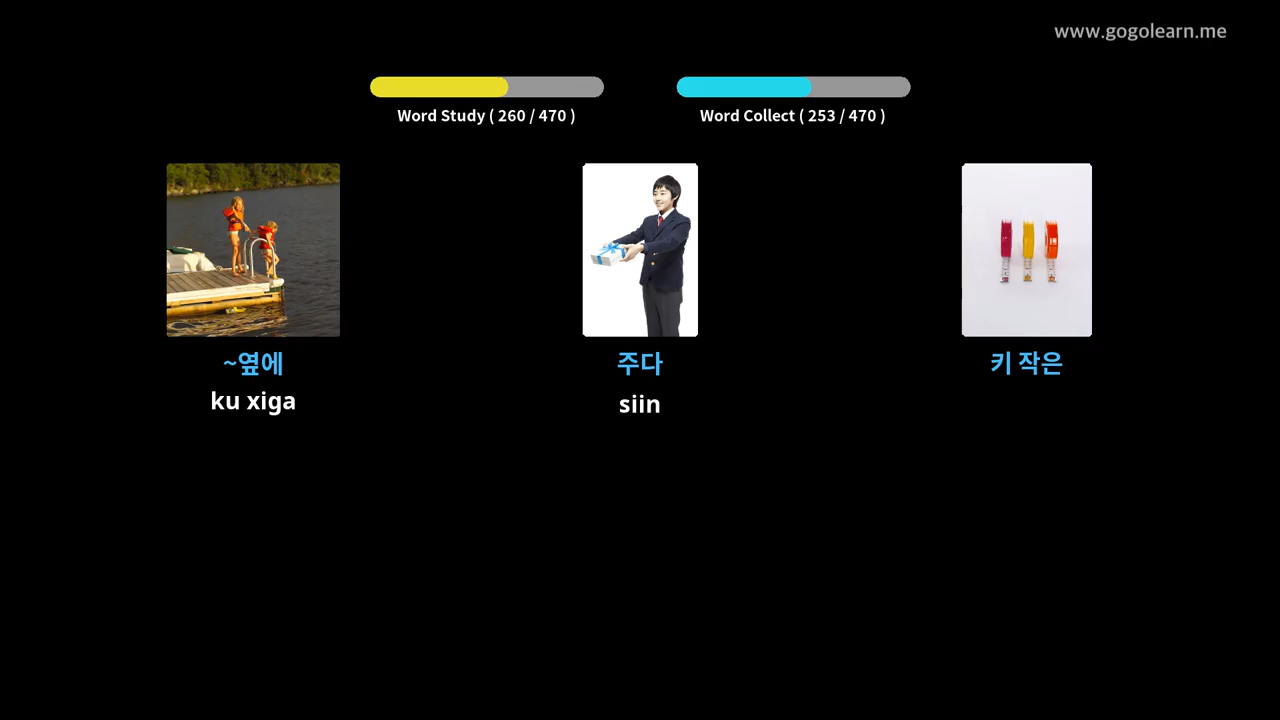 www.gogolearn.me
Word Study ( 260 / 470 )
Word Collect ( 253 / 470 )
~옆에
주다
키 작은
ku xiga
siin